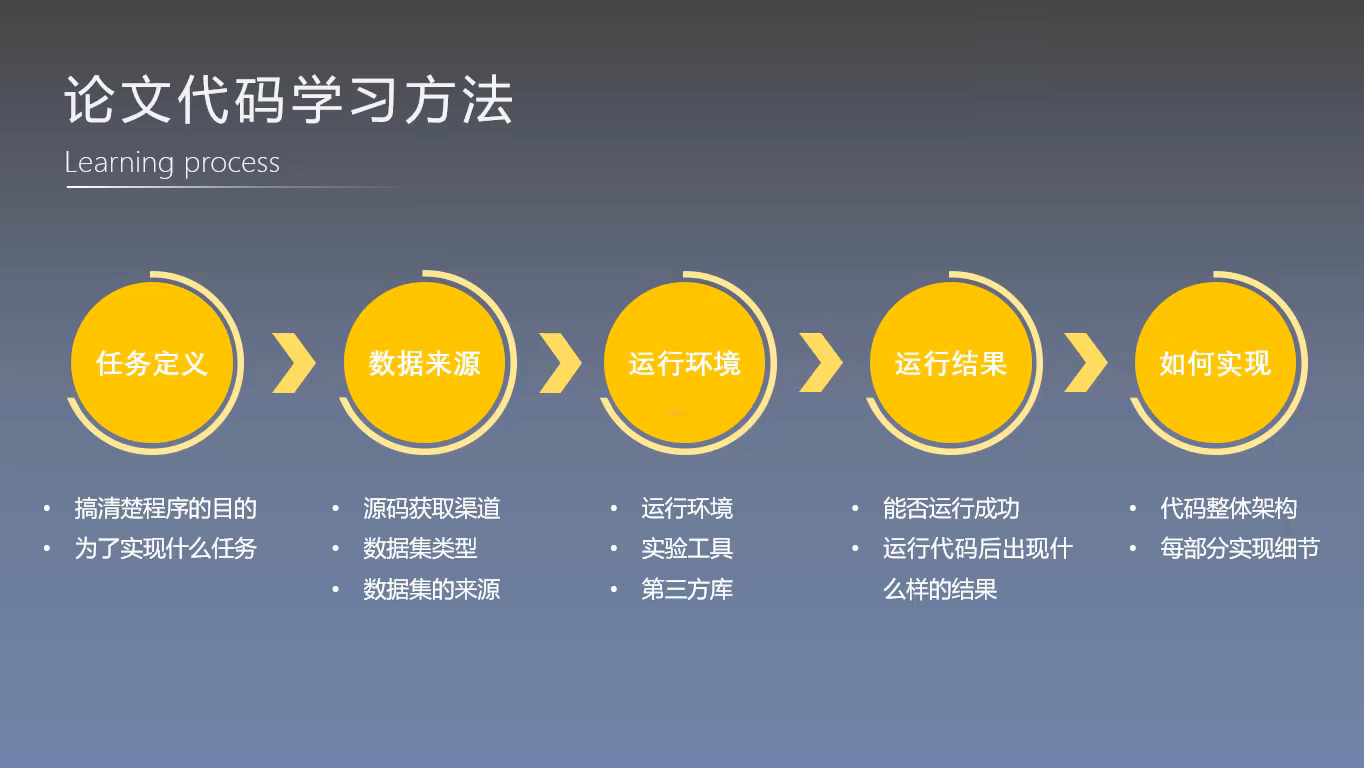 论文代码学习方法
Learning process
任务定义
数据来源
运行环境
运行结果
如何实现
• 搞清楚程序的目的
• 为了实现什么任务
• 源码获取渠道
• 数据集类型
• 数据集的来源
• 运行环境
• 实验工具
• 第三方库
• 能否运行成功
• 运行代码后出现什
么样的结果
• 代码整体架构
• 每部分实现细节